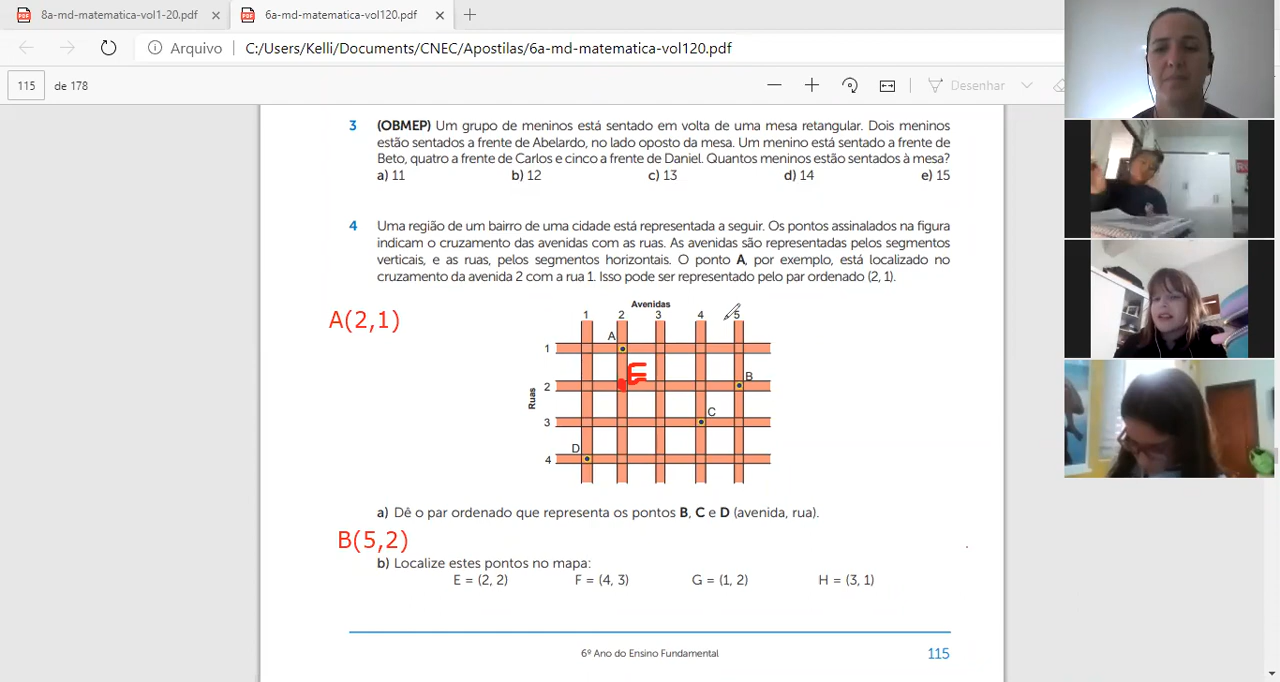 8a-md-matematica-vol1-20.pdf
6a-md-matematica-vol120.pdf
Arquivo
C:/Users/Kelli/Documents/CNEC/Apostilas/6a-md-matematica-vol120.pdf
115 de 178
Desenhar
3 (OBMEP) Um grupo de meninos está sentado em volta de uma mesa retangular. Dois meninos
estão sentados a frente de Abelardo, no lado oposto da mesa. Um menino está sentado a frente de
Beto, quatro a frente de Carlos e cinco a frente de Daniel. Quantos meninos estão sentados à mesa?
a) 11 b) 12 c) 13 d) 14 e) 15
4 Uma região de um bairro de uma cidade está representada a seguir. Os pontos assinalados na figura
indicam o cruzamento das avenidas com as ruas. As avenidas são representadas pelos segmentos
verticais, e as ruas, pelos segmentos horizontais. O ponto A, por exemplo, está localizado no
cruzamento da avenida 2 com a rua 1. Isso pode ser representado pelo par ordenado (2, 1).
A(2,1)
Avenidas
1 2 3 4 5
A
1
E
B
2
Ruas
C
3
D
4
a) Dê o par ordenado que representa os pontos B, C e D (avenida, rua).
B(5,2)
b) Localize estes pontos no mapa:
E = (2, 2) F = (4, 3) G = (1, 2) H = (3, 1)
6º Ano do Ensino Fundamental
115